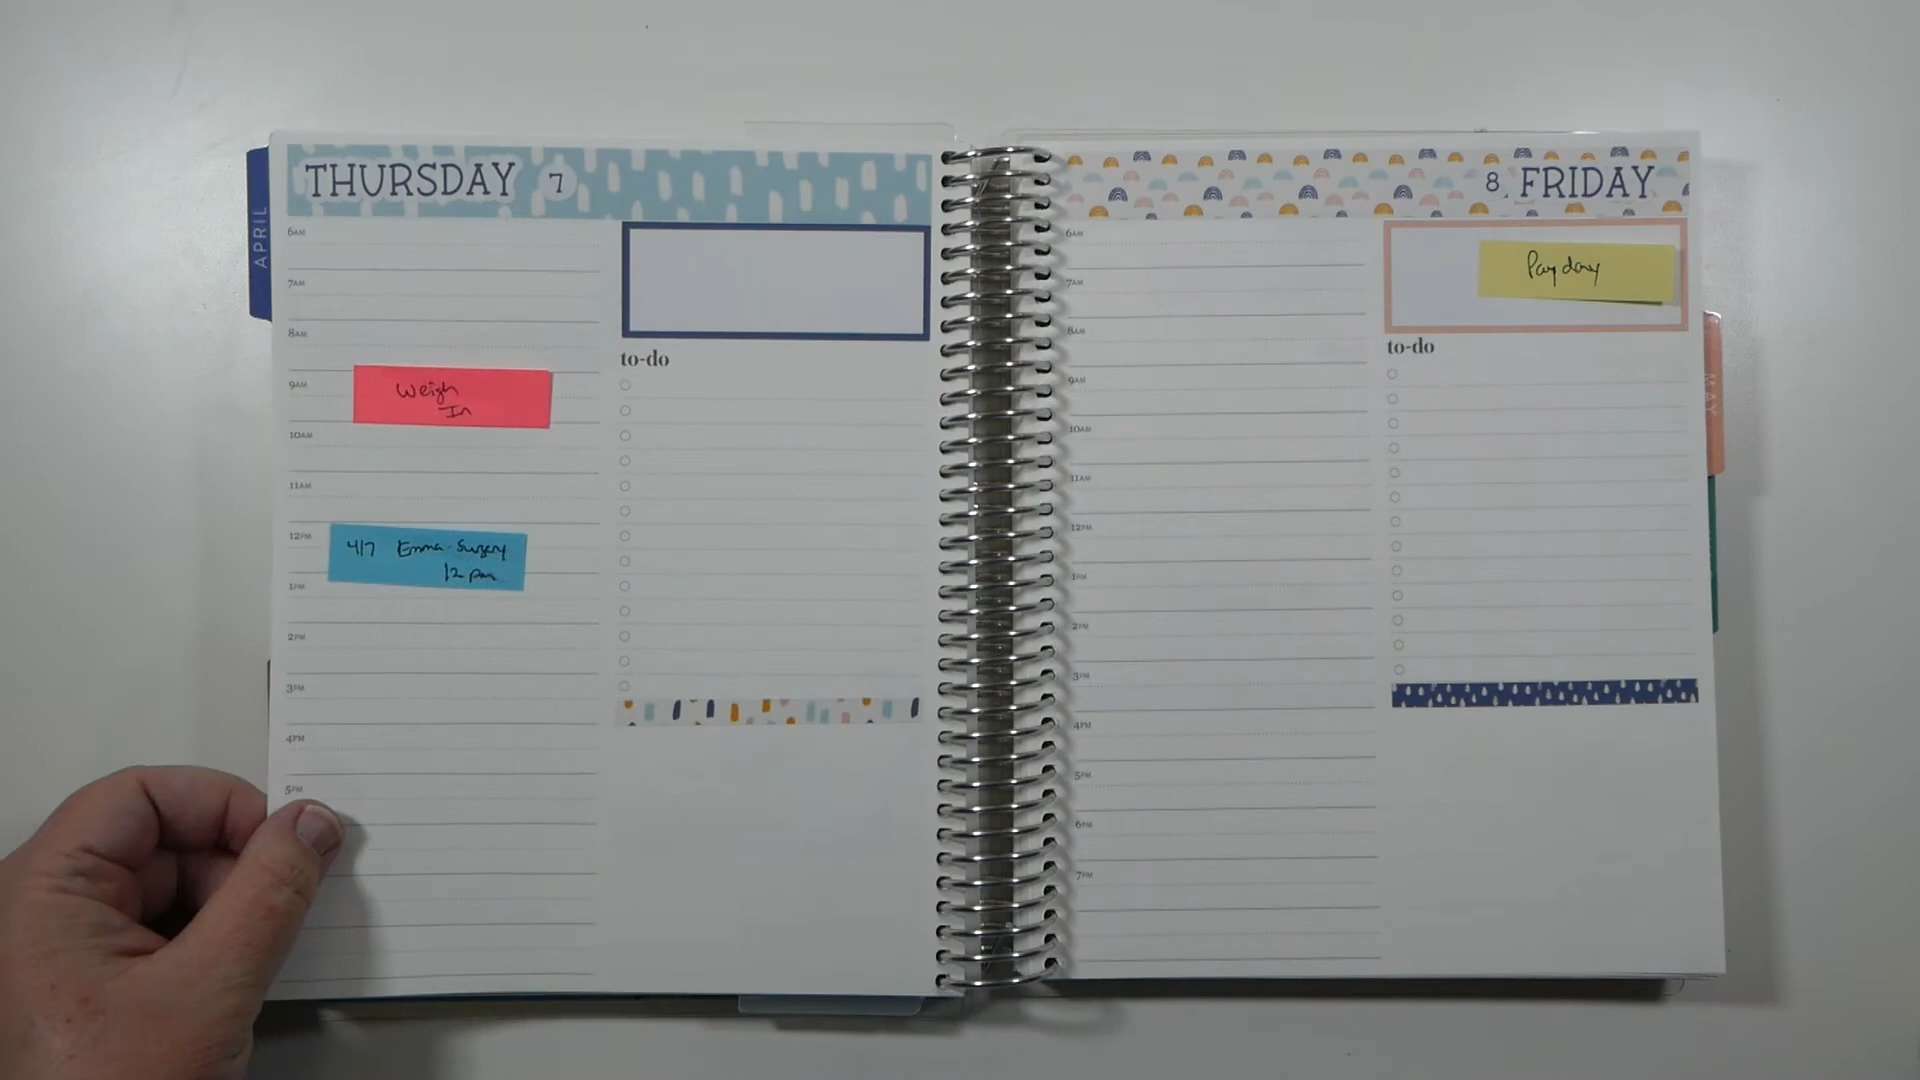 APRIL
THURSDAY 7
6AM
7AM
8AM
9AM
Weigh
In
10AM
11AM
12PM
4/7 Emma-Surgery
12 pm
1PM
2PM
3PM
4PM
5PM
to-do
8 FRIDAY
6AM
7AM
8AM
9AM
10AM
11AM
12PM
1PM
2PM
3PM
4PM
5PM
6PM
7PM
Payday
to-do
MAY